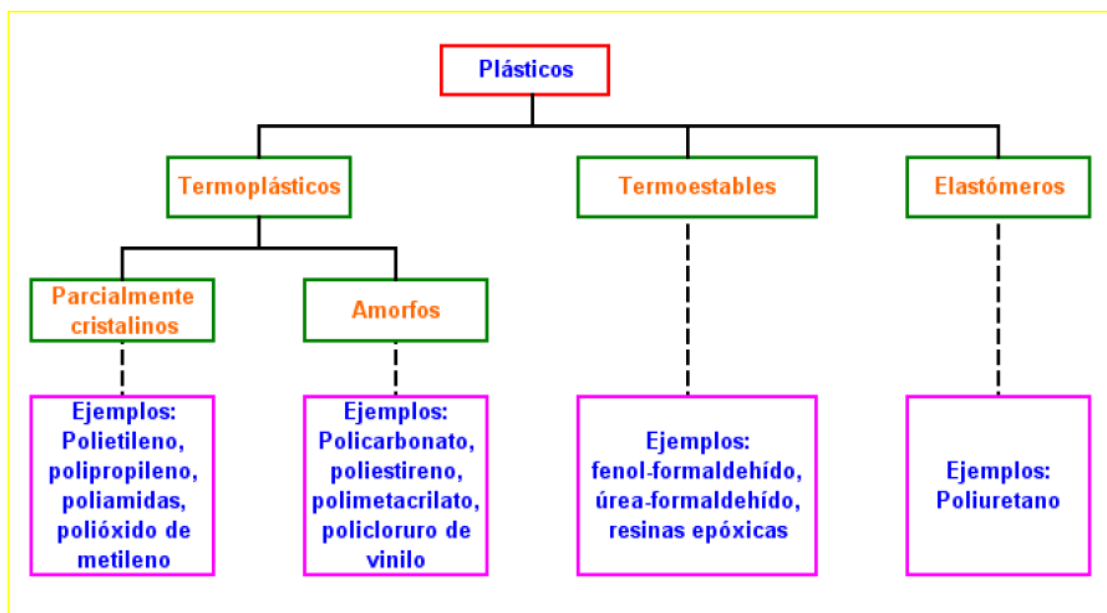 Plásticos
Termoplásticos
Termoestables
Elastómeros
Parcialmente
cristalinos
Amorfos
Ejemplos:
Polietileno,
polipropileno,
poliamidas,
polióxido de
metileno
Ejemplos:
Policarbonato,
poliestireno,
polimetacrilato,
policloruro de
vinilo
Ejemplos:
fenol-formaldehído,
úrea-formaldehído,
resinas epóxicas
Ejemplos:
Poliuretano